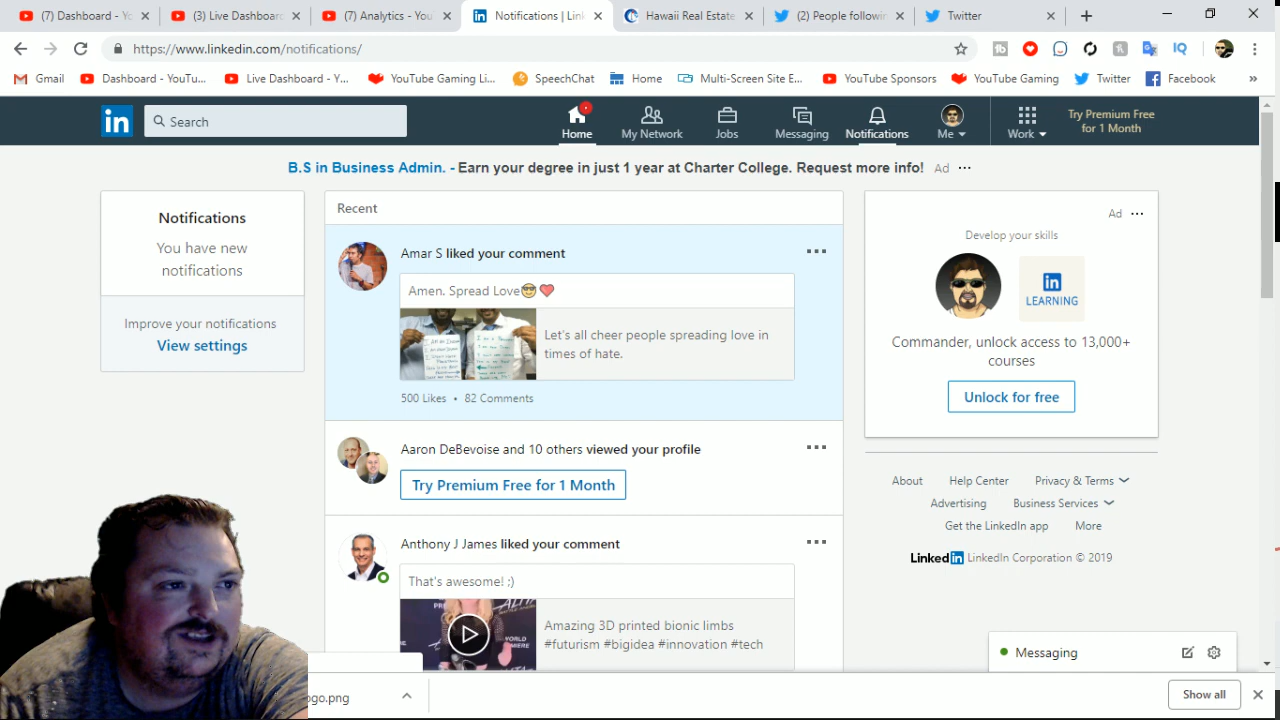 (7) Dashboard - Yo
(3) Live Dashboard
(7) Analytics - You
Notifications | Link
Hawaii Real Estate
(2) People followin
Twitter
https://www.linkedin.com/notifications/
Gmail
Dashboard - YouTu...
Live Dashboard - Y...
YouTube Gaming Li...
SpeechChat
Home
Multi-Screen Site E...
YouTube Sponsors
YouTube Gaming
Twitter
Facebook
in
Search
Home
My Network
Jobs
Messaging
Notifications
Me
Work
Try Premium Free
for 1 Month
B.S in Business Admin. - Earn your degree in just 1 year at Charter College. Request more info! Ad
Notifications
You have new
notifications
Improve your notifications
View settings
Recent
Amar S liked your comment
Amen. Spread Love😎❤️
Let's all cheer people spreading love in
times of hate.
500 Likes • 82 Comments
Aaron DeBevoise and 10 others viewed your profile
Try Premium Free for 1 Month
Anthony J James liked your comment
That's awesome! ;)
Amazing 3D printed bionic limbs
#futurism #bigidea #innovation #tech
Ad
Develop your skills
in
LEARNING
Commander, unlock access to 13,000+
courses
Unlock for free
About
Help Center
Privacy & Terms
Advertising
Business Services
Get the LinkedIn app
More
LinkedIn LinkedIn Corporation © 2019
Messaging
ogo.png
Show all